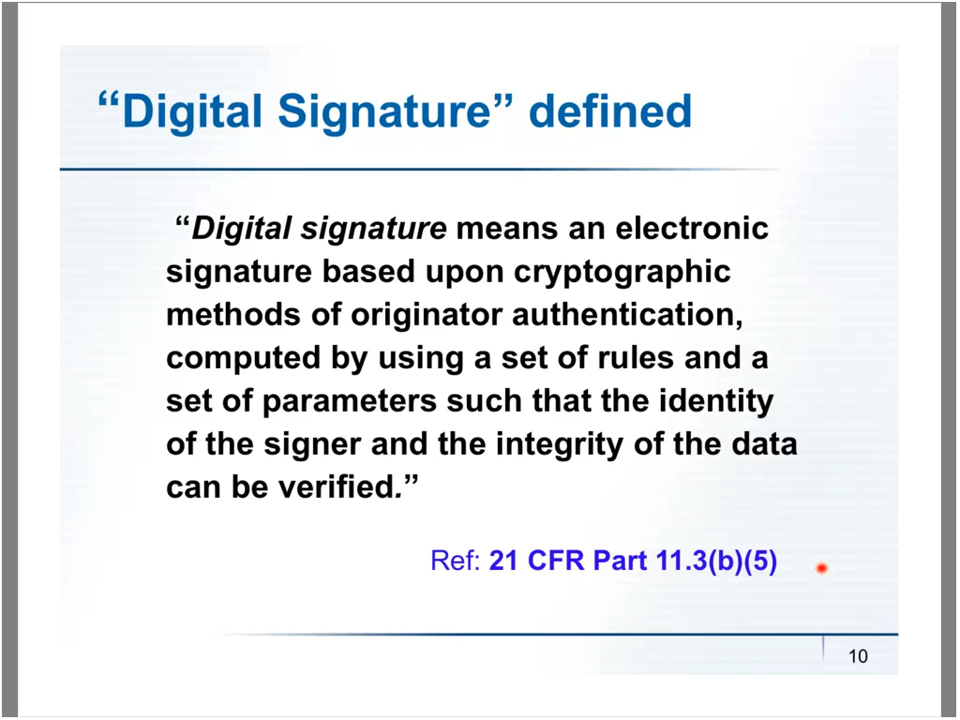 “Digital Signature” defined
“Digital signature means an electronic
signature based upon cryptographic
methods of originator authentication,
computed by using a set of rules and a
set of parameters such that the identity
of the signer and the integrity of the data
can be verified.”
Ref: 21 CFR Part 11.3(b)(5)
10